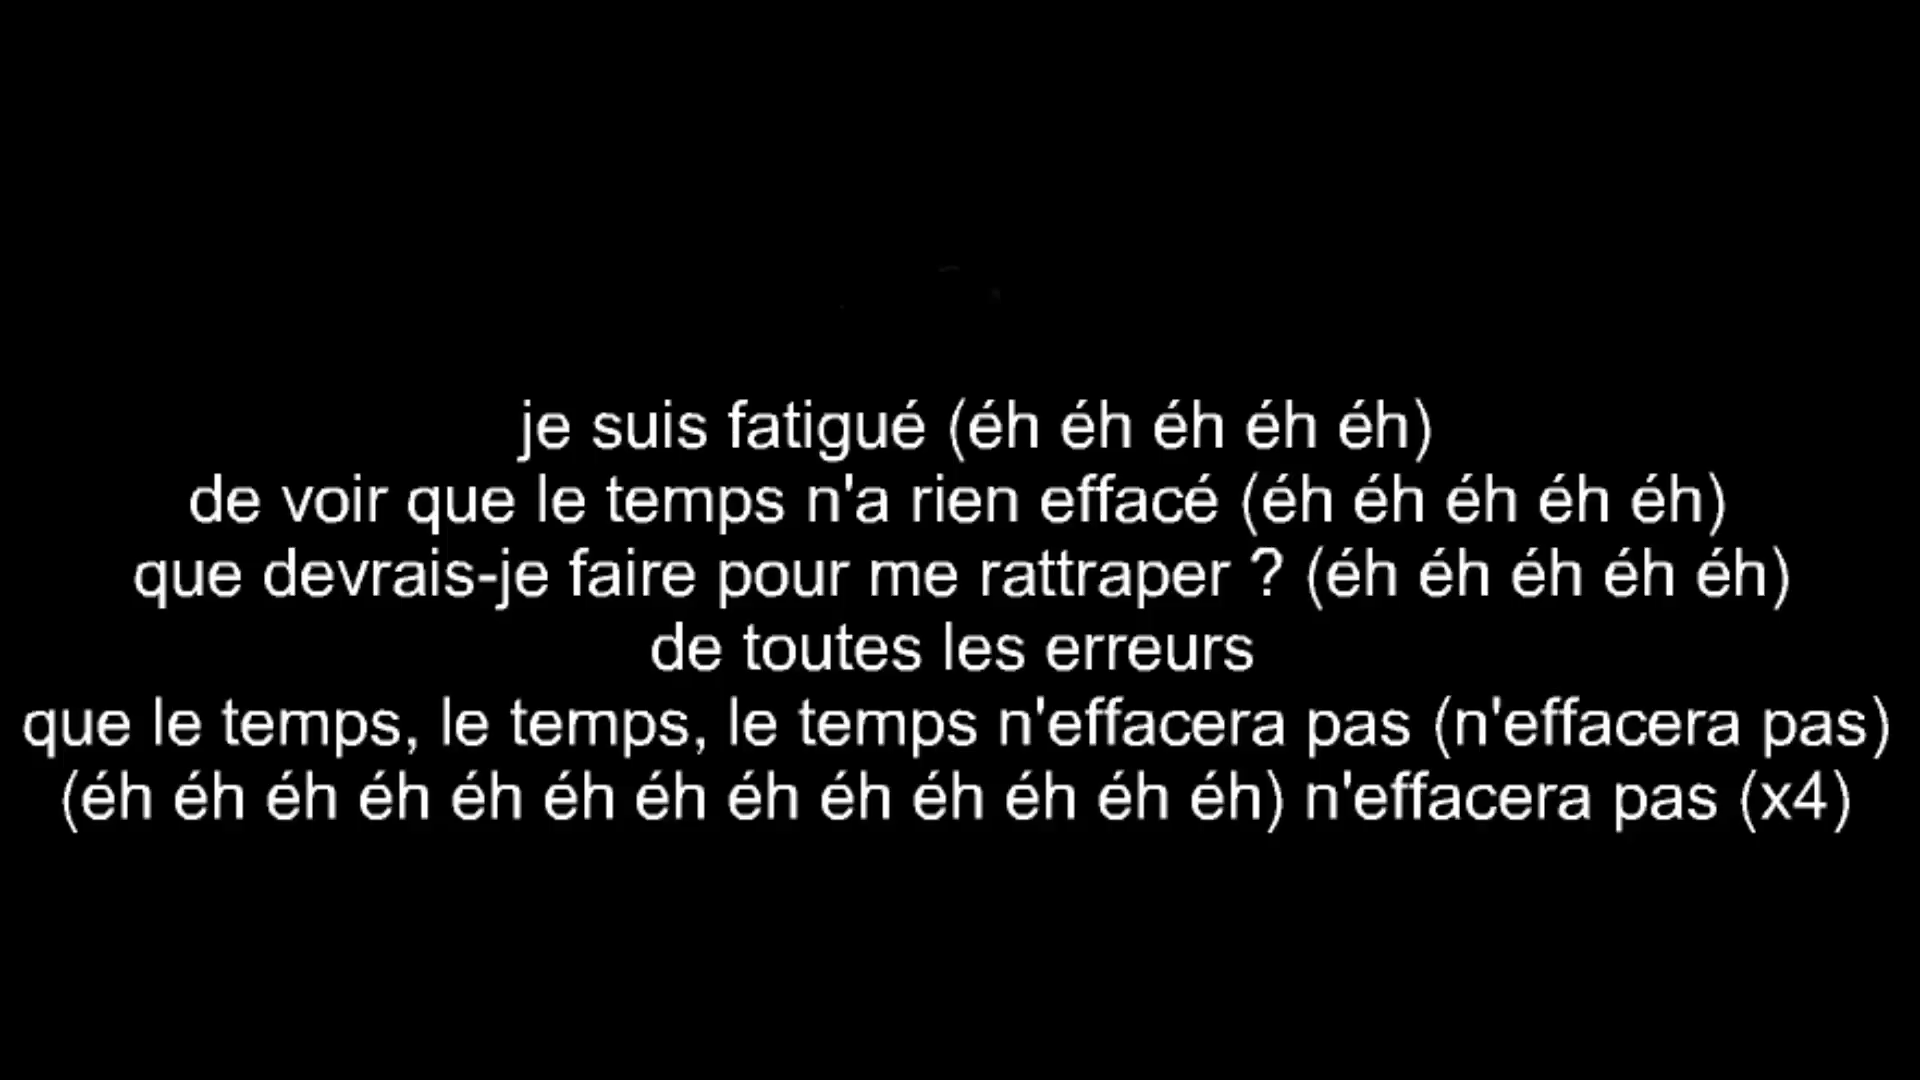 je suis fatigué (éh éh éh éh éh)
de voir que le temps n'a rien effacé (éh éh éh éh éh)
que devrais-je faire pour me rattraper ? (éh éh éh éh éh)
de toutes les erreurs
que le temps, le temps, le temps n'effacera pas (n'effacera pas)
(éh éh éh éh éh éh éh éh éh éh éh éh éh) n'effacera pas (x4)